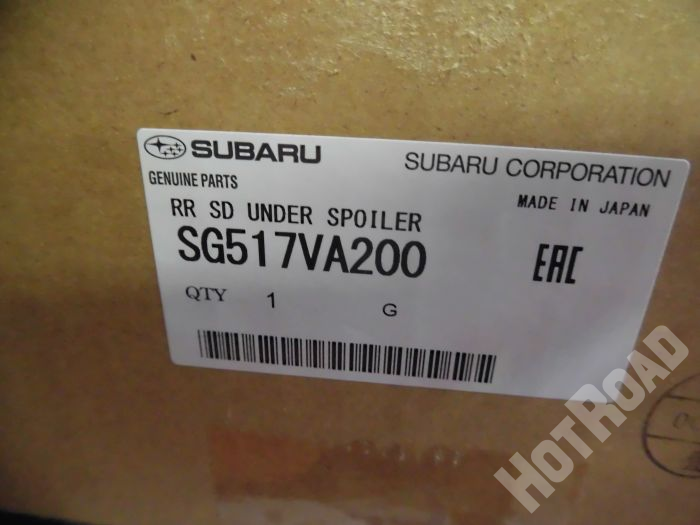 SUBARU SUBARU CORPORATION
GENUINE PARTS MADE IN JAPAN
RR SD UNDER SPOILER
SG517VA200 EAC
QTY 1 G
HOTROAD